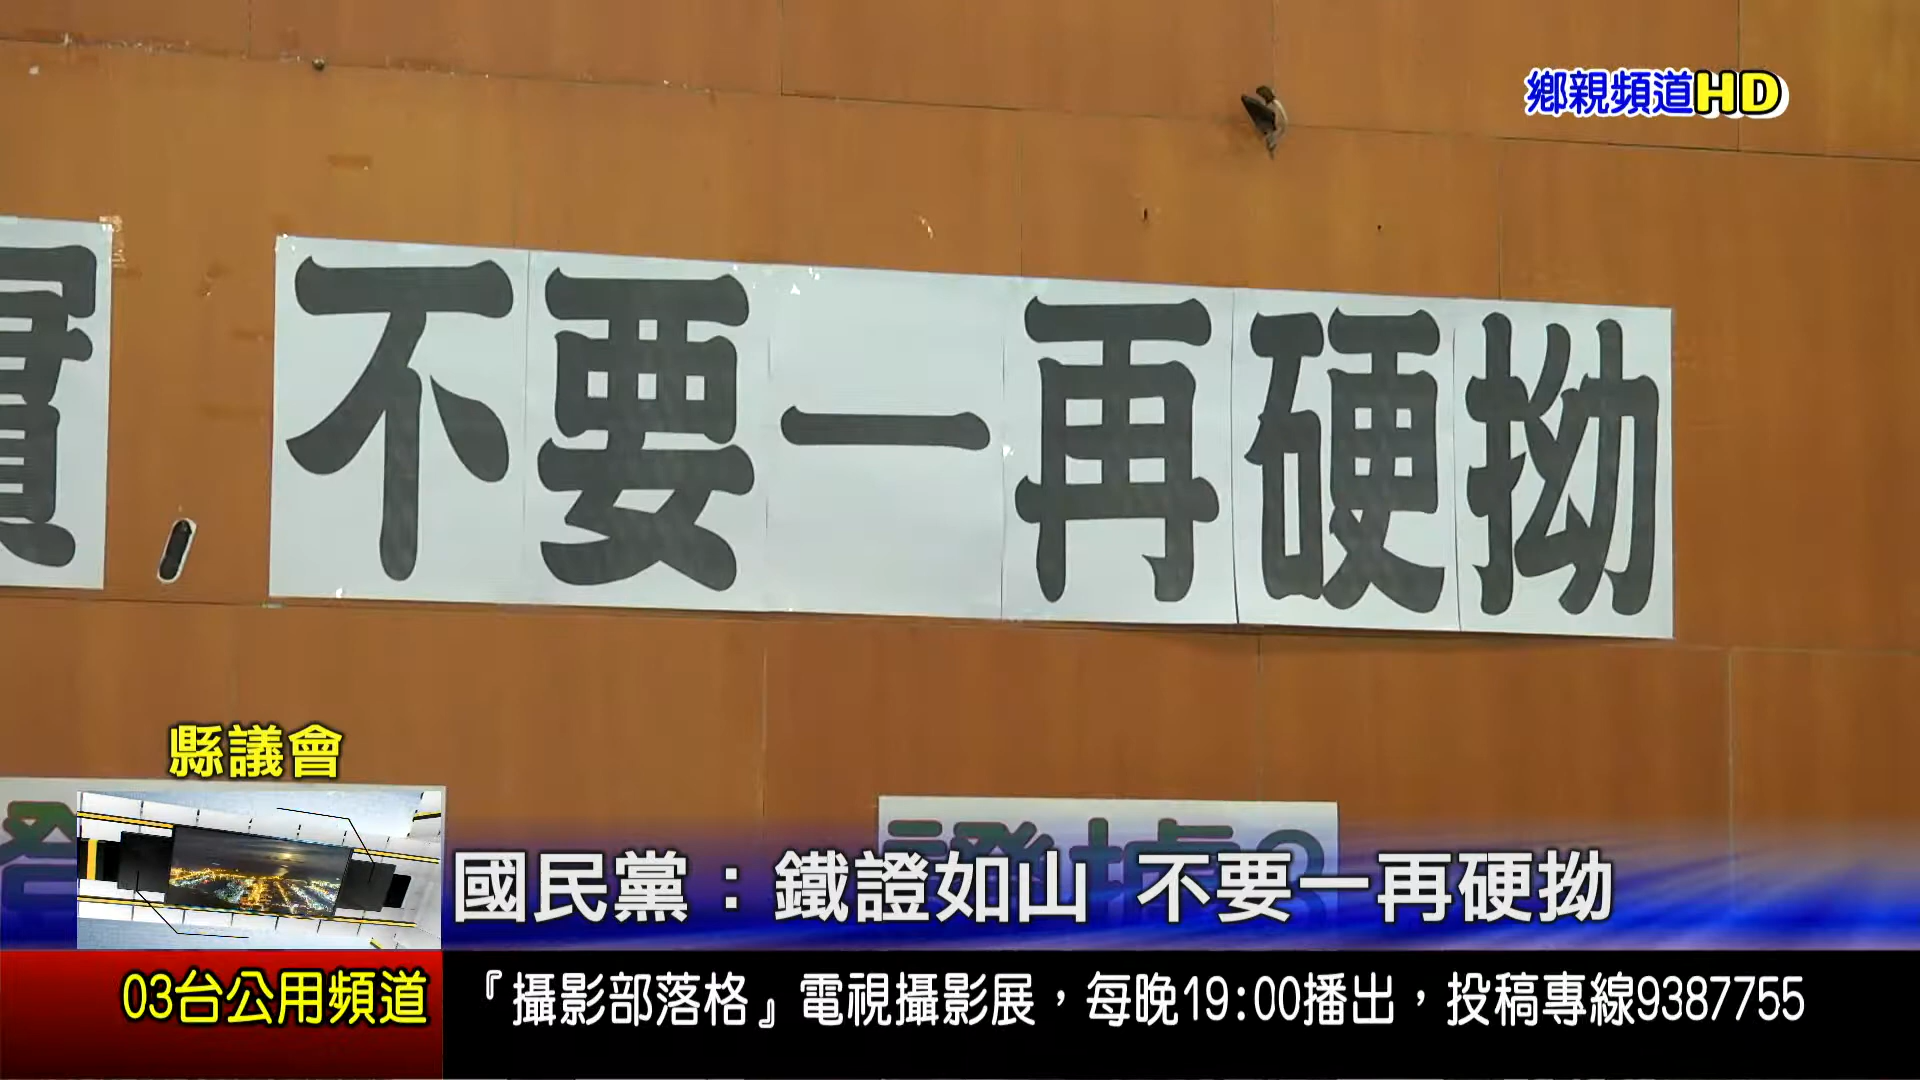 鄉親頻道HD
實 不要一再硬拗
縣議會
證據?
國民黨：鐵證如山 不要一再硬拗
03台公用頻道
『攝影部落格』電視攝影展，每晚19:00播出，投稿專線9387755